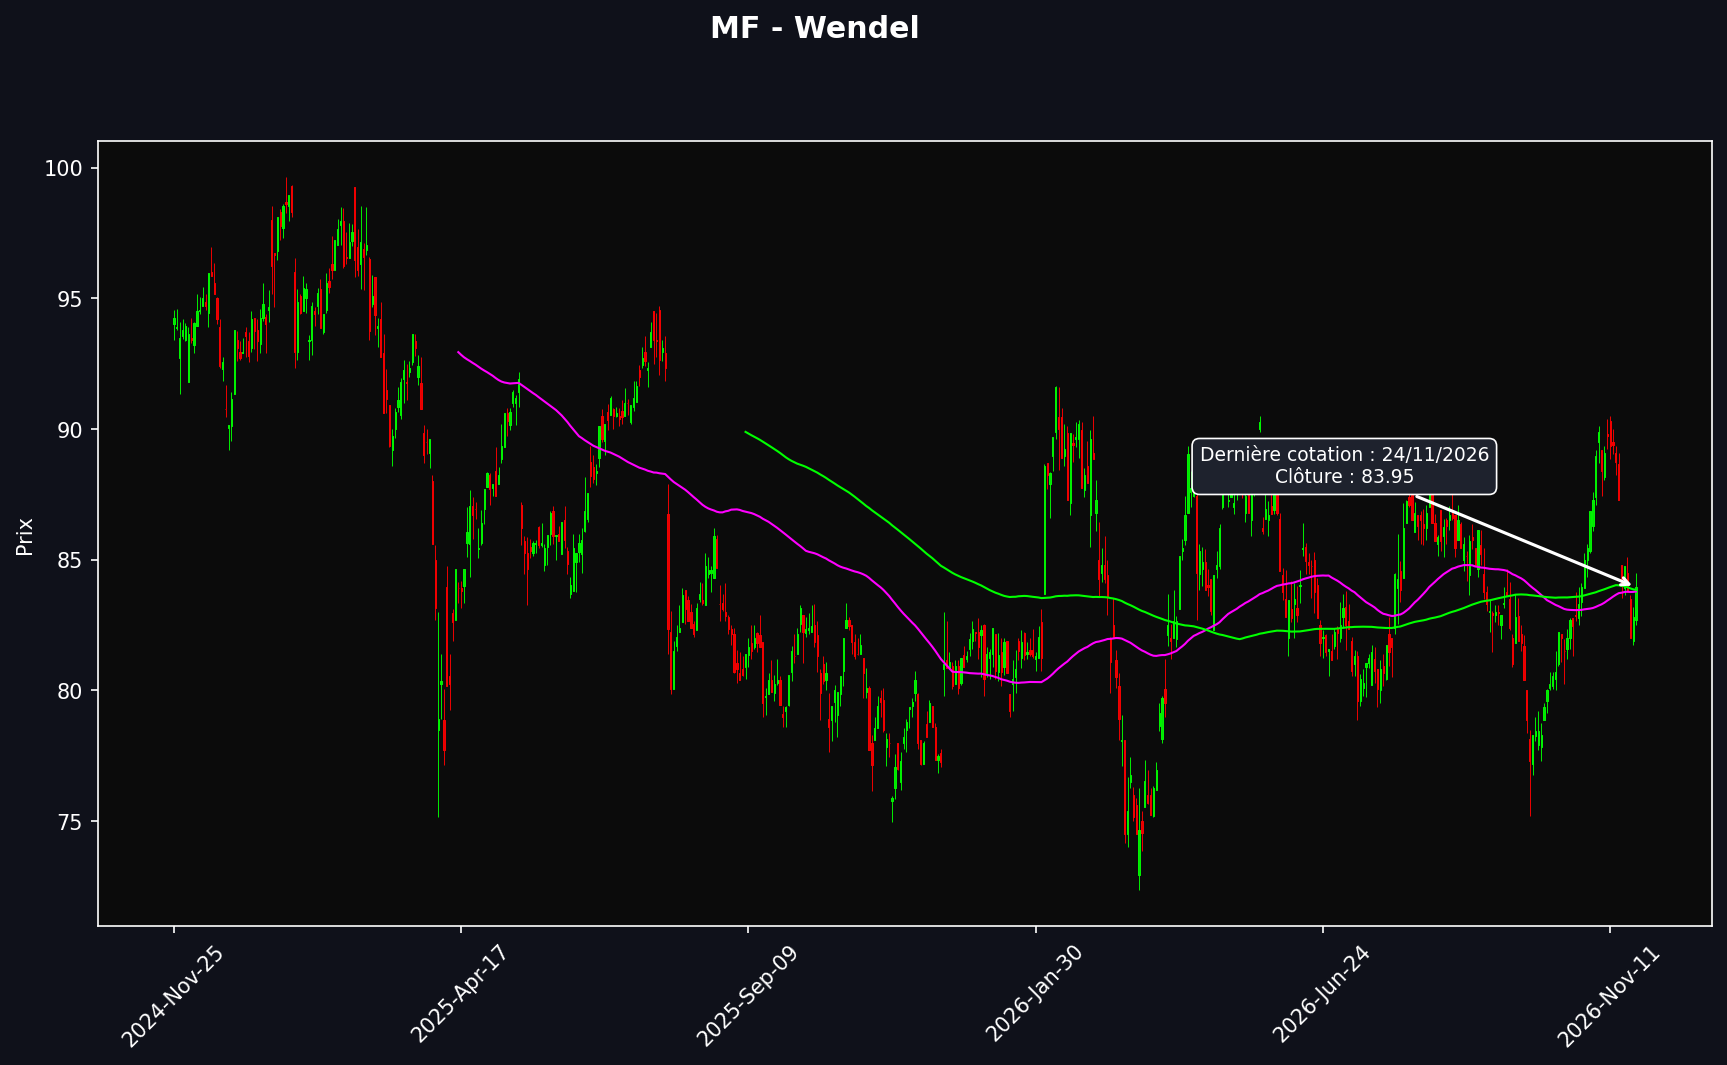 MF - Wendel
Prix
100
95
90
85
80
75
Dernière cotation : 24/11/2026
Clôture : 83.95
2024-Nov-25
2025-Apr-17
2025-Sep-09
2026-Jan-30
2026-Jun-24
2026-Nov-11